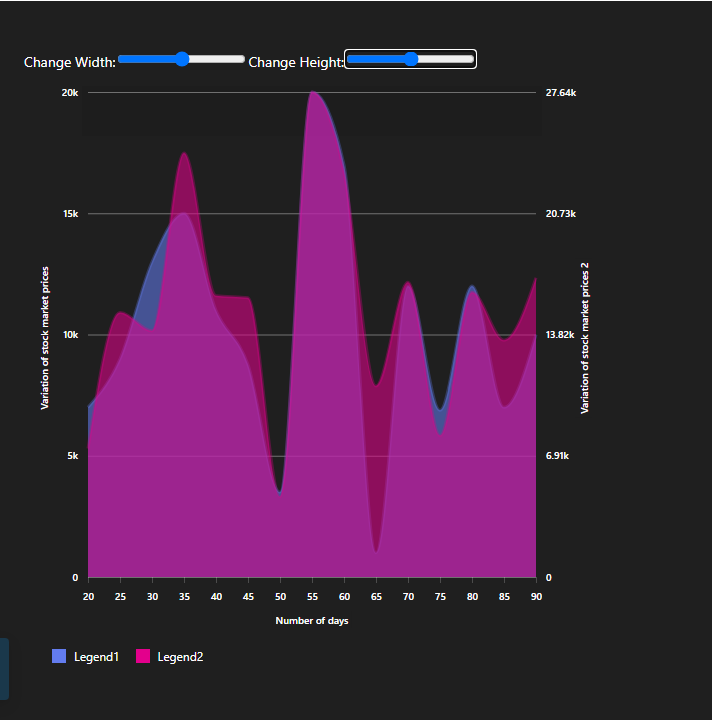 Change Width: Change Height:
20k 27.64k
15k 20.73k
Variation of stock market prices
Variation of stock market prices 2
10k 13.82k
5k 6.91k
0 0
20 25 30 35 40 45 50 55 60 65 70 75 80 85 90
Number of days
Legend1 Legend2